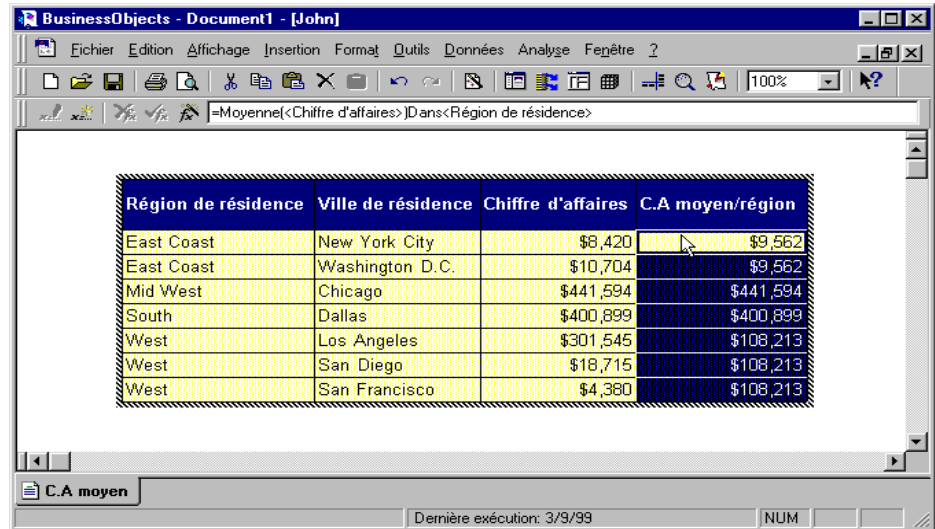 BusinessObjects - Document1 - [John]
Fichier Edition Affichage Insertion Format Outils Données Analyse Fenêtre ?
100%
=Moyenne(<Chiffre d'affaires>)Dans<Région de résidence>
Région de résidence Ville de résidence Chiffre d'affaires C.A moyen/région
East Coast New York City $8,420 $9,562
East Coast Washington D.C. $10,704 $9,562
Mid West Chicago $441,594 $441,594
South Dallas $400,899 $400,899
West Los Angeles $301,545 $108,213
West San Diego $18,715 $108,213
West San Francisco $4,380 $108,213
C.A moyen
Dernière exécution: 3/9/99 NUM